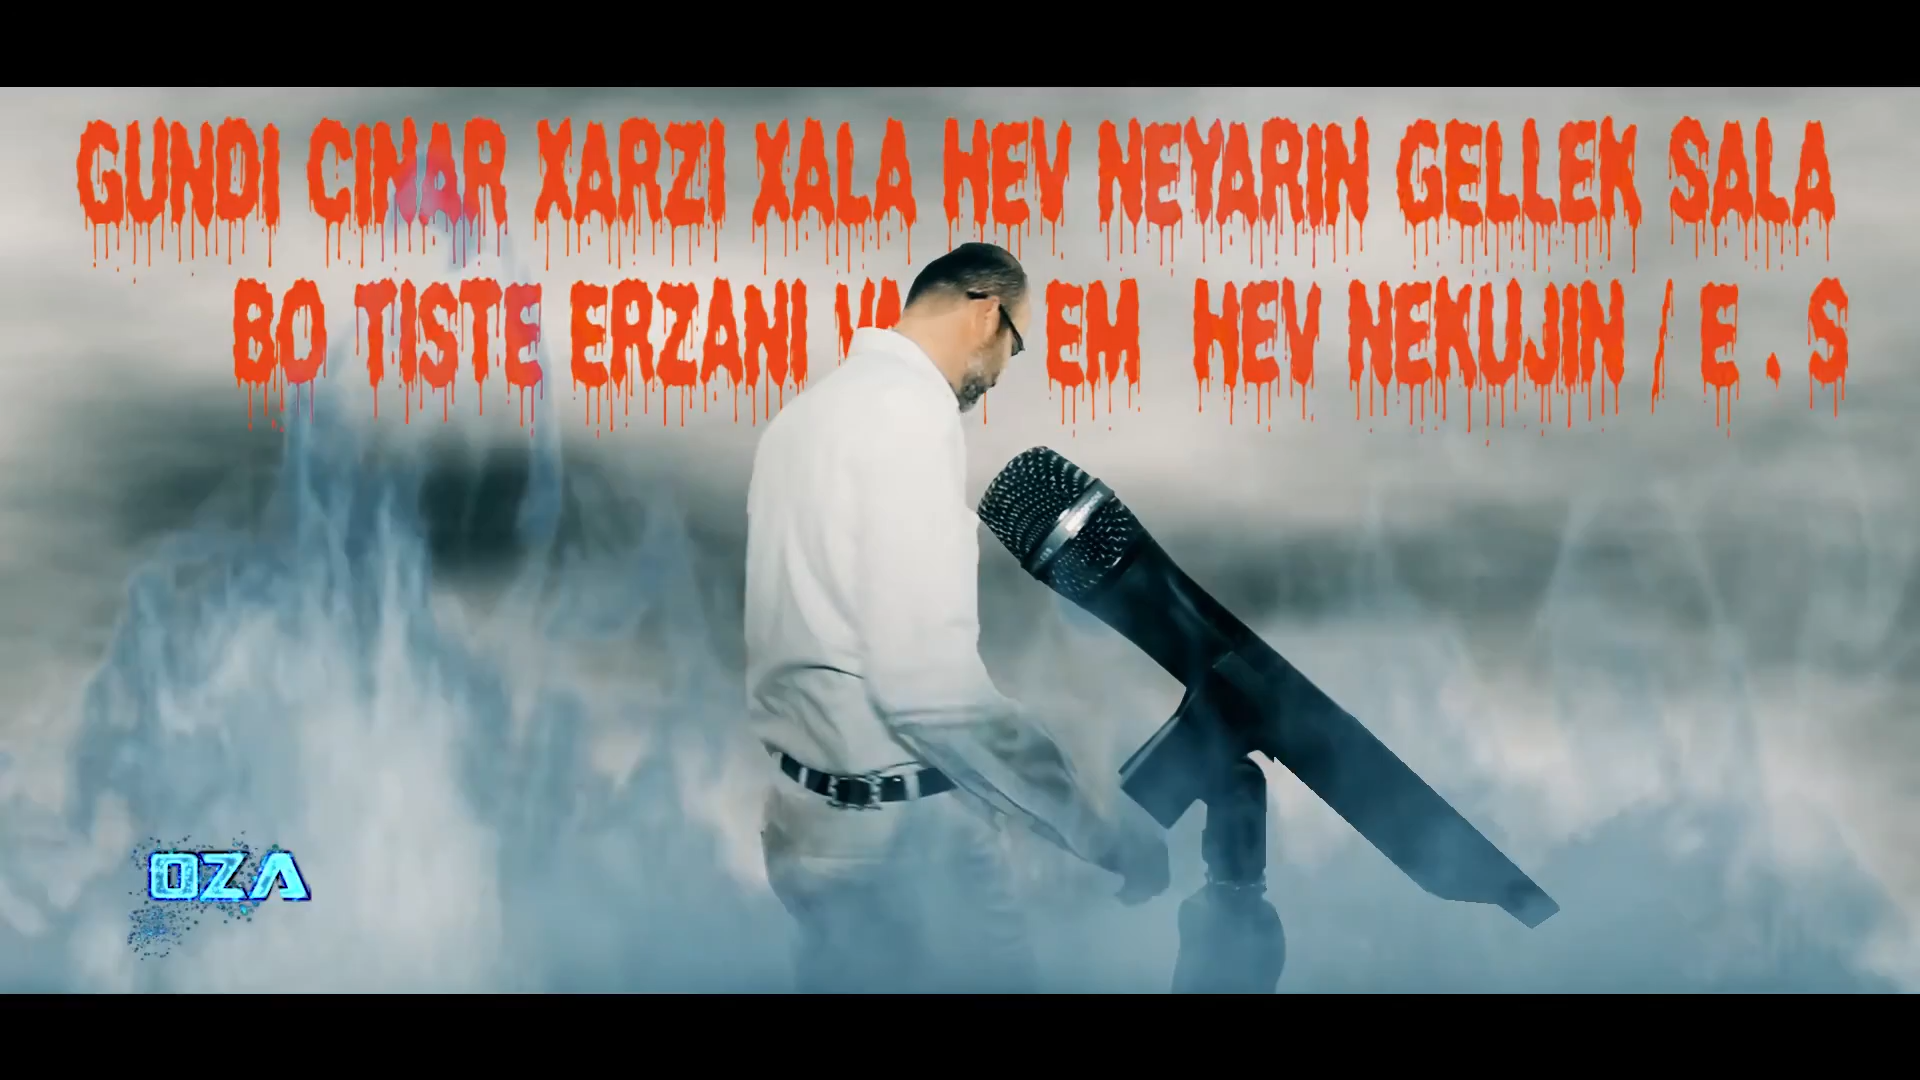 GUNDI CINAR XARZI XALA HEV NEYARIN GELLEK SALA
BO TISTE ERZANI EM HEV NEKUJIN / E . S
OZA